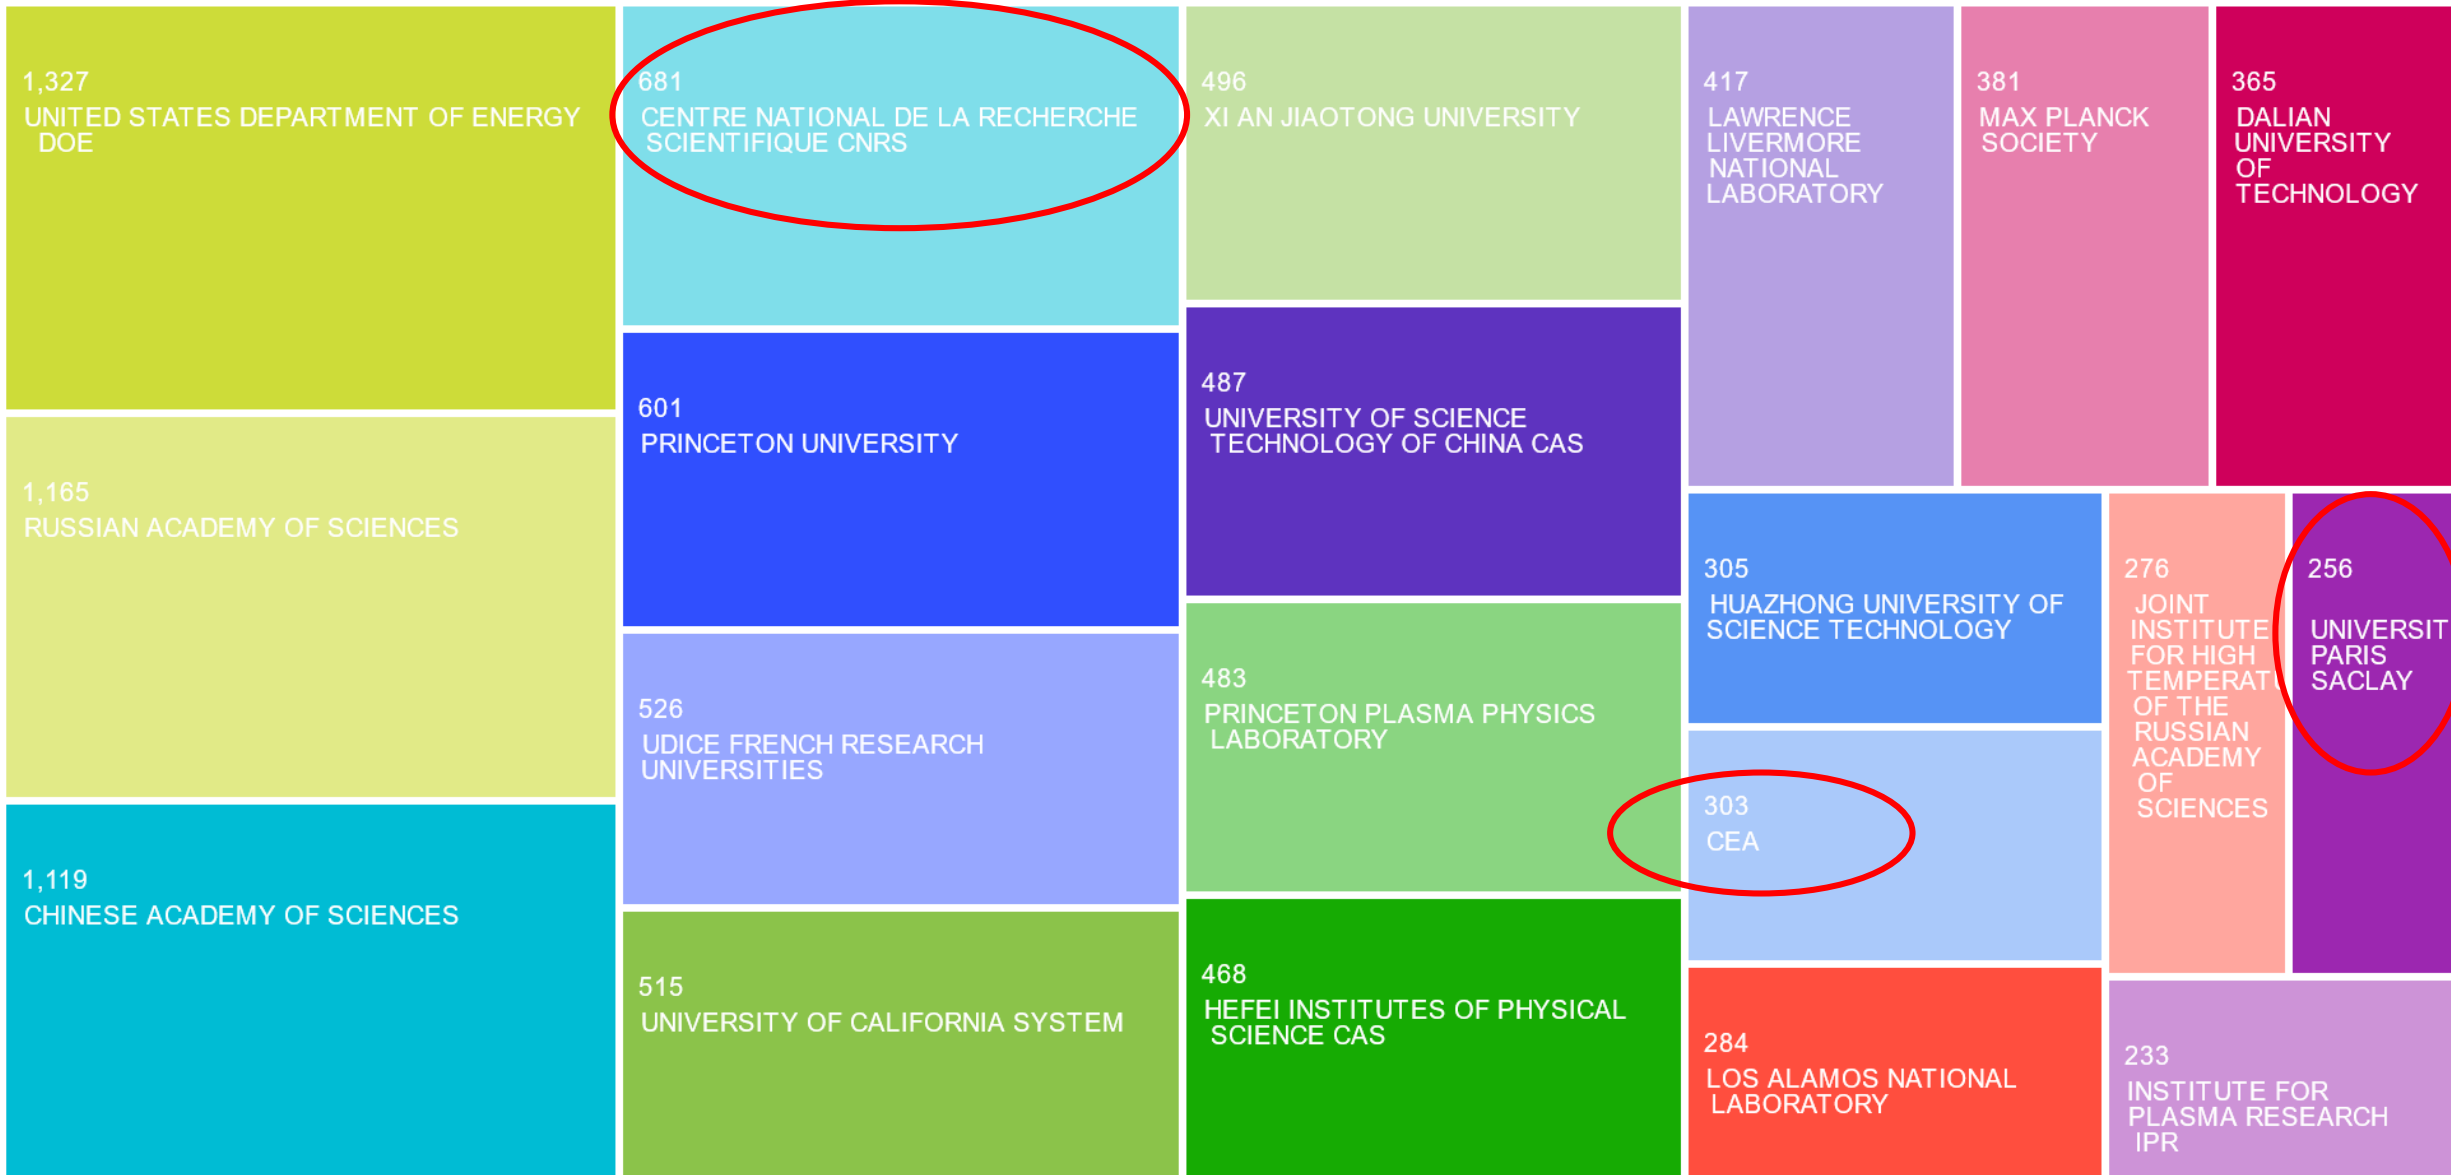 1,327
UNITED STATES DEPARTMENT OF ENERGY
DOE
1,165
RUSSIAN ACADEMY OF SCIENCES
1,119
CHINESE ACADEMY OF SCIENCES
681
CENTRE NATIONAL DE LA RECHERCHE
SCIENTIFIQUE CNRS
601
PRINCETON UNIVERSITY
526
UDICE FRENCH RESEARCH
UNIVERSITIES
515
UNIVERSITY OF CALIFORNIA SYSTEM
496
XI AN JIAOTONG UNIVERSITY
487
UNIVERSITY OF SCIENCE
TECHNOLOGY OF CHINA CAS
483
PRINCETON PLASMA PHYSICS
LABORATORY
468
HEFEI INSTITUTES OF PHYSICAL
SCIENCE CAS
417
LAWRENCE
LIVERMORE
NATIONAL
LABORATORY
381
MAX PLANCK
SOCIETY
365
DALIAN
UNIVERSITY
OF
TECHNOLOGY
305
HUAZHONG UNIVERSITY OF
SCIENCE TECHNOLOGY
303
CEA
284
LOS ALAMOS NATIONAL
LABORATORY
276
JOINT
INSTITUTE
FOR HIGH
TEMPERATU
OF THE
RUSSIAN
ACADEMY
OF
SCIENCES
256
UNIVERSIT
PARIS
SACLAY
233
INSTITUTE FOR
PLASMA RESEARCH
IPR